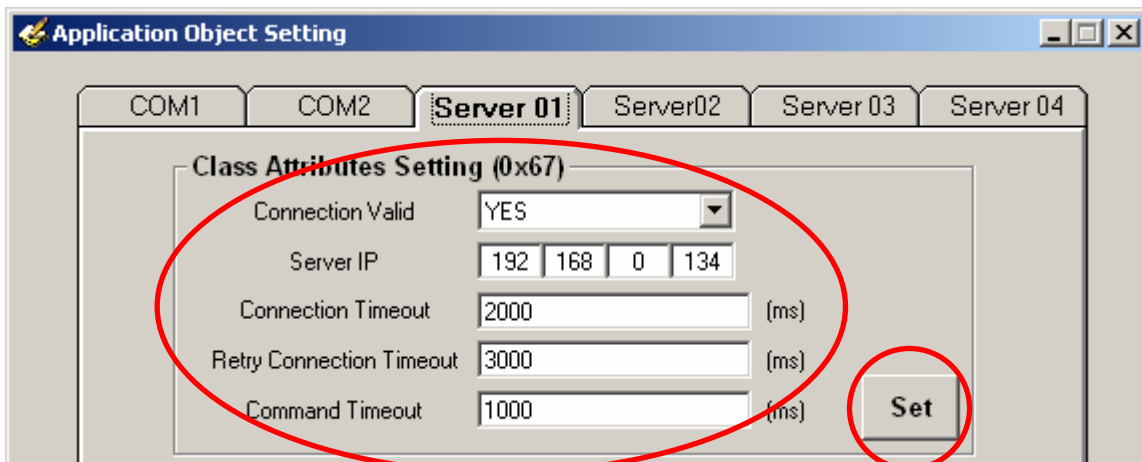 Application Object Setting
COM1 COM2 Server 01 Server02 Server 03 Server 04
Class Attributes Setting (0x67)
Connection Valid YES
Server IP 192 168 0 134
Connection Timeout 2000 (ms)
Retry Connection Timeout 3000 (ms)
Command Timeout 1000 (ms)
Set